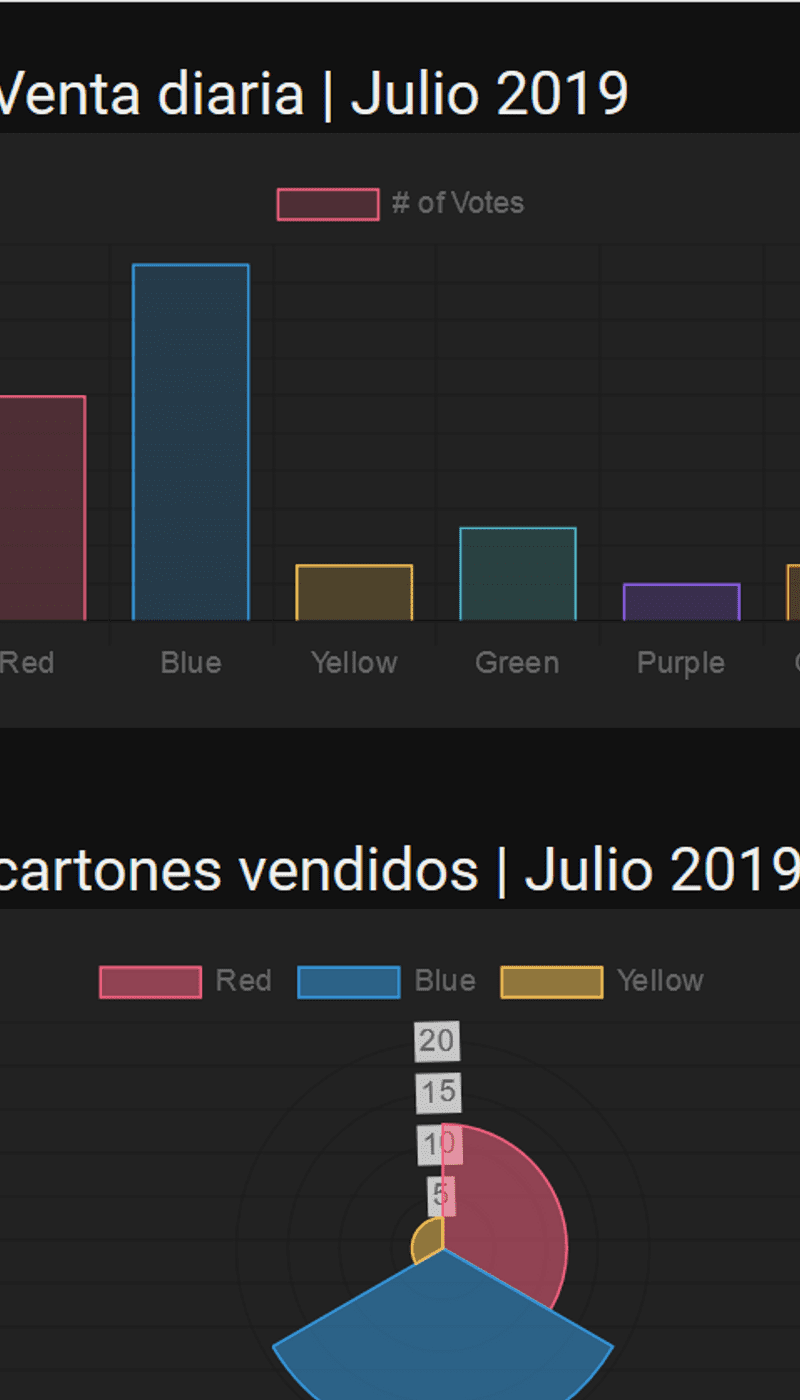 Venta diaria | Julio 2019
# of Votes
Red Blue Yellow Green Purple
cartones vendidos | Julio 2019
Red Blue Yellow
20
15
10
5